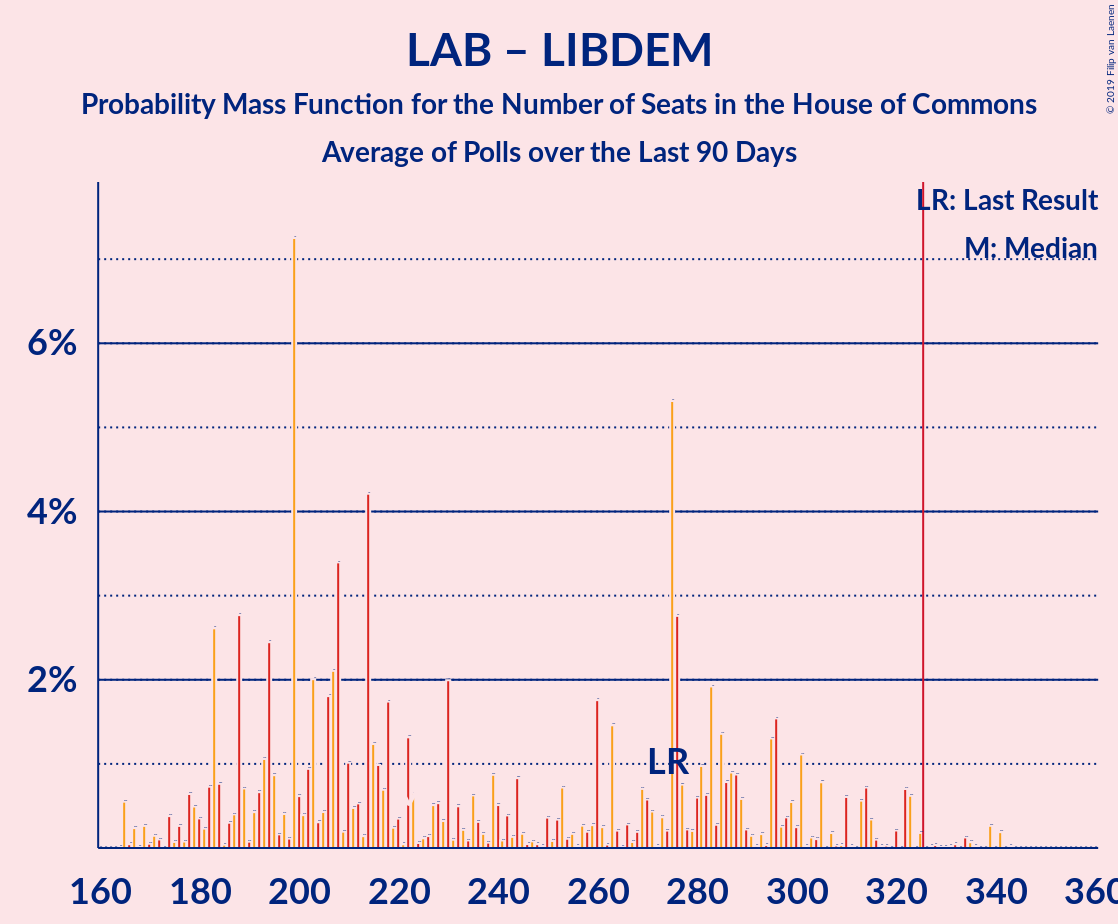 LAB – LIBDEM
Probability Mass Function for the Number of Seats in the House of Commons
Average of Polls over the Last 90 Days
© 2019 Filip van Laenen
LR: Last Result
M: Median
6%
4%
2%
LR
160 180 200 220 240 260 280 300 320 340 360